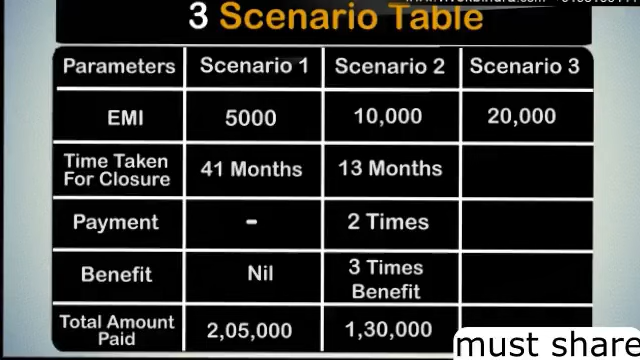 3 Scenario Table
Parameters Scenario 1 Scenario 2 Scenario 3
EMI 5000 10,000 20,000
Time Taken For Closure 41 Months 13 Months
Payment - 2 Times
Benefit Nil 3 Times Benefit
Total Amount Paid 2,05,000 1,30,000
must share